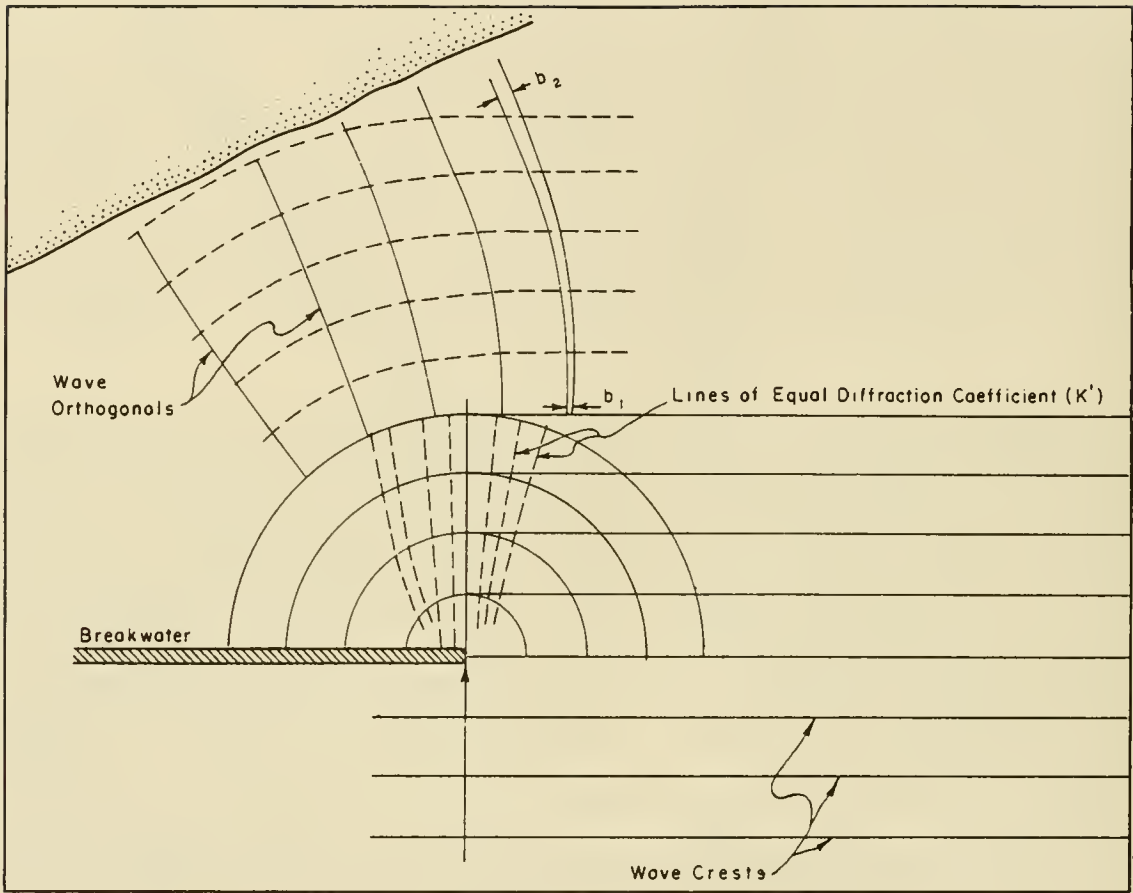 b₂
Wave
Orthogonals
b₁
Lines of Equal Diffraction Coefficient (K')
Breakwater
Wave Crests